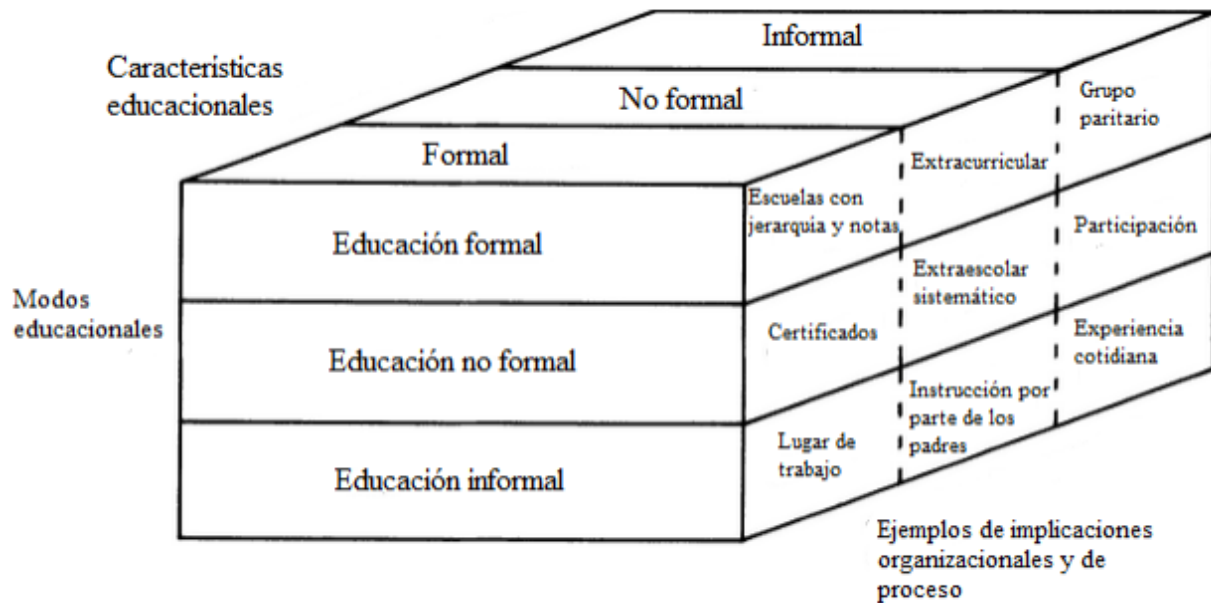 Informal
Características
educacionales
No formal
Grupo
paritario
Formal
Extracurricular
Escuelas con
jerarquia y notas
Educación formal
Participación
Extraescolar
sistemático
Modos
educacionales
Certificados
Experiencia
cotidiana
Educación no formal
Instrucción por
parte de los
padres
Lugar de
trabajo
Educación informal
Ejemplos de implicaciones
organizacionales y de
proceso